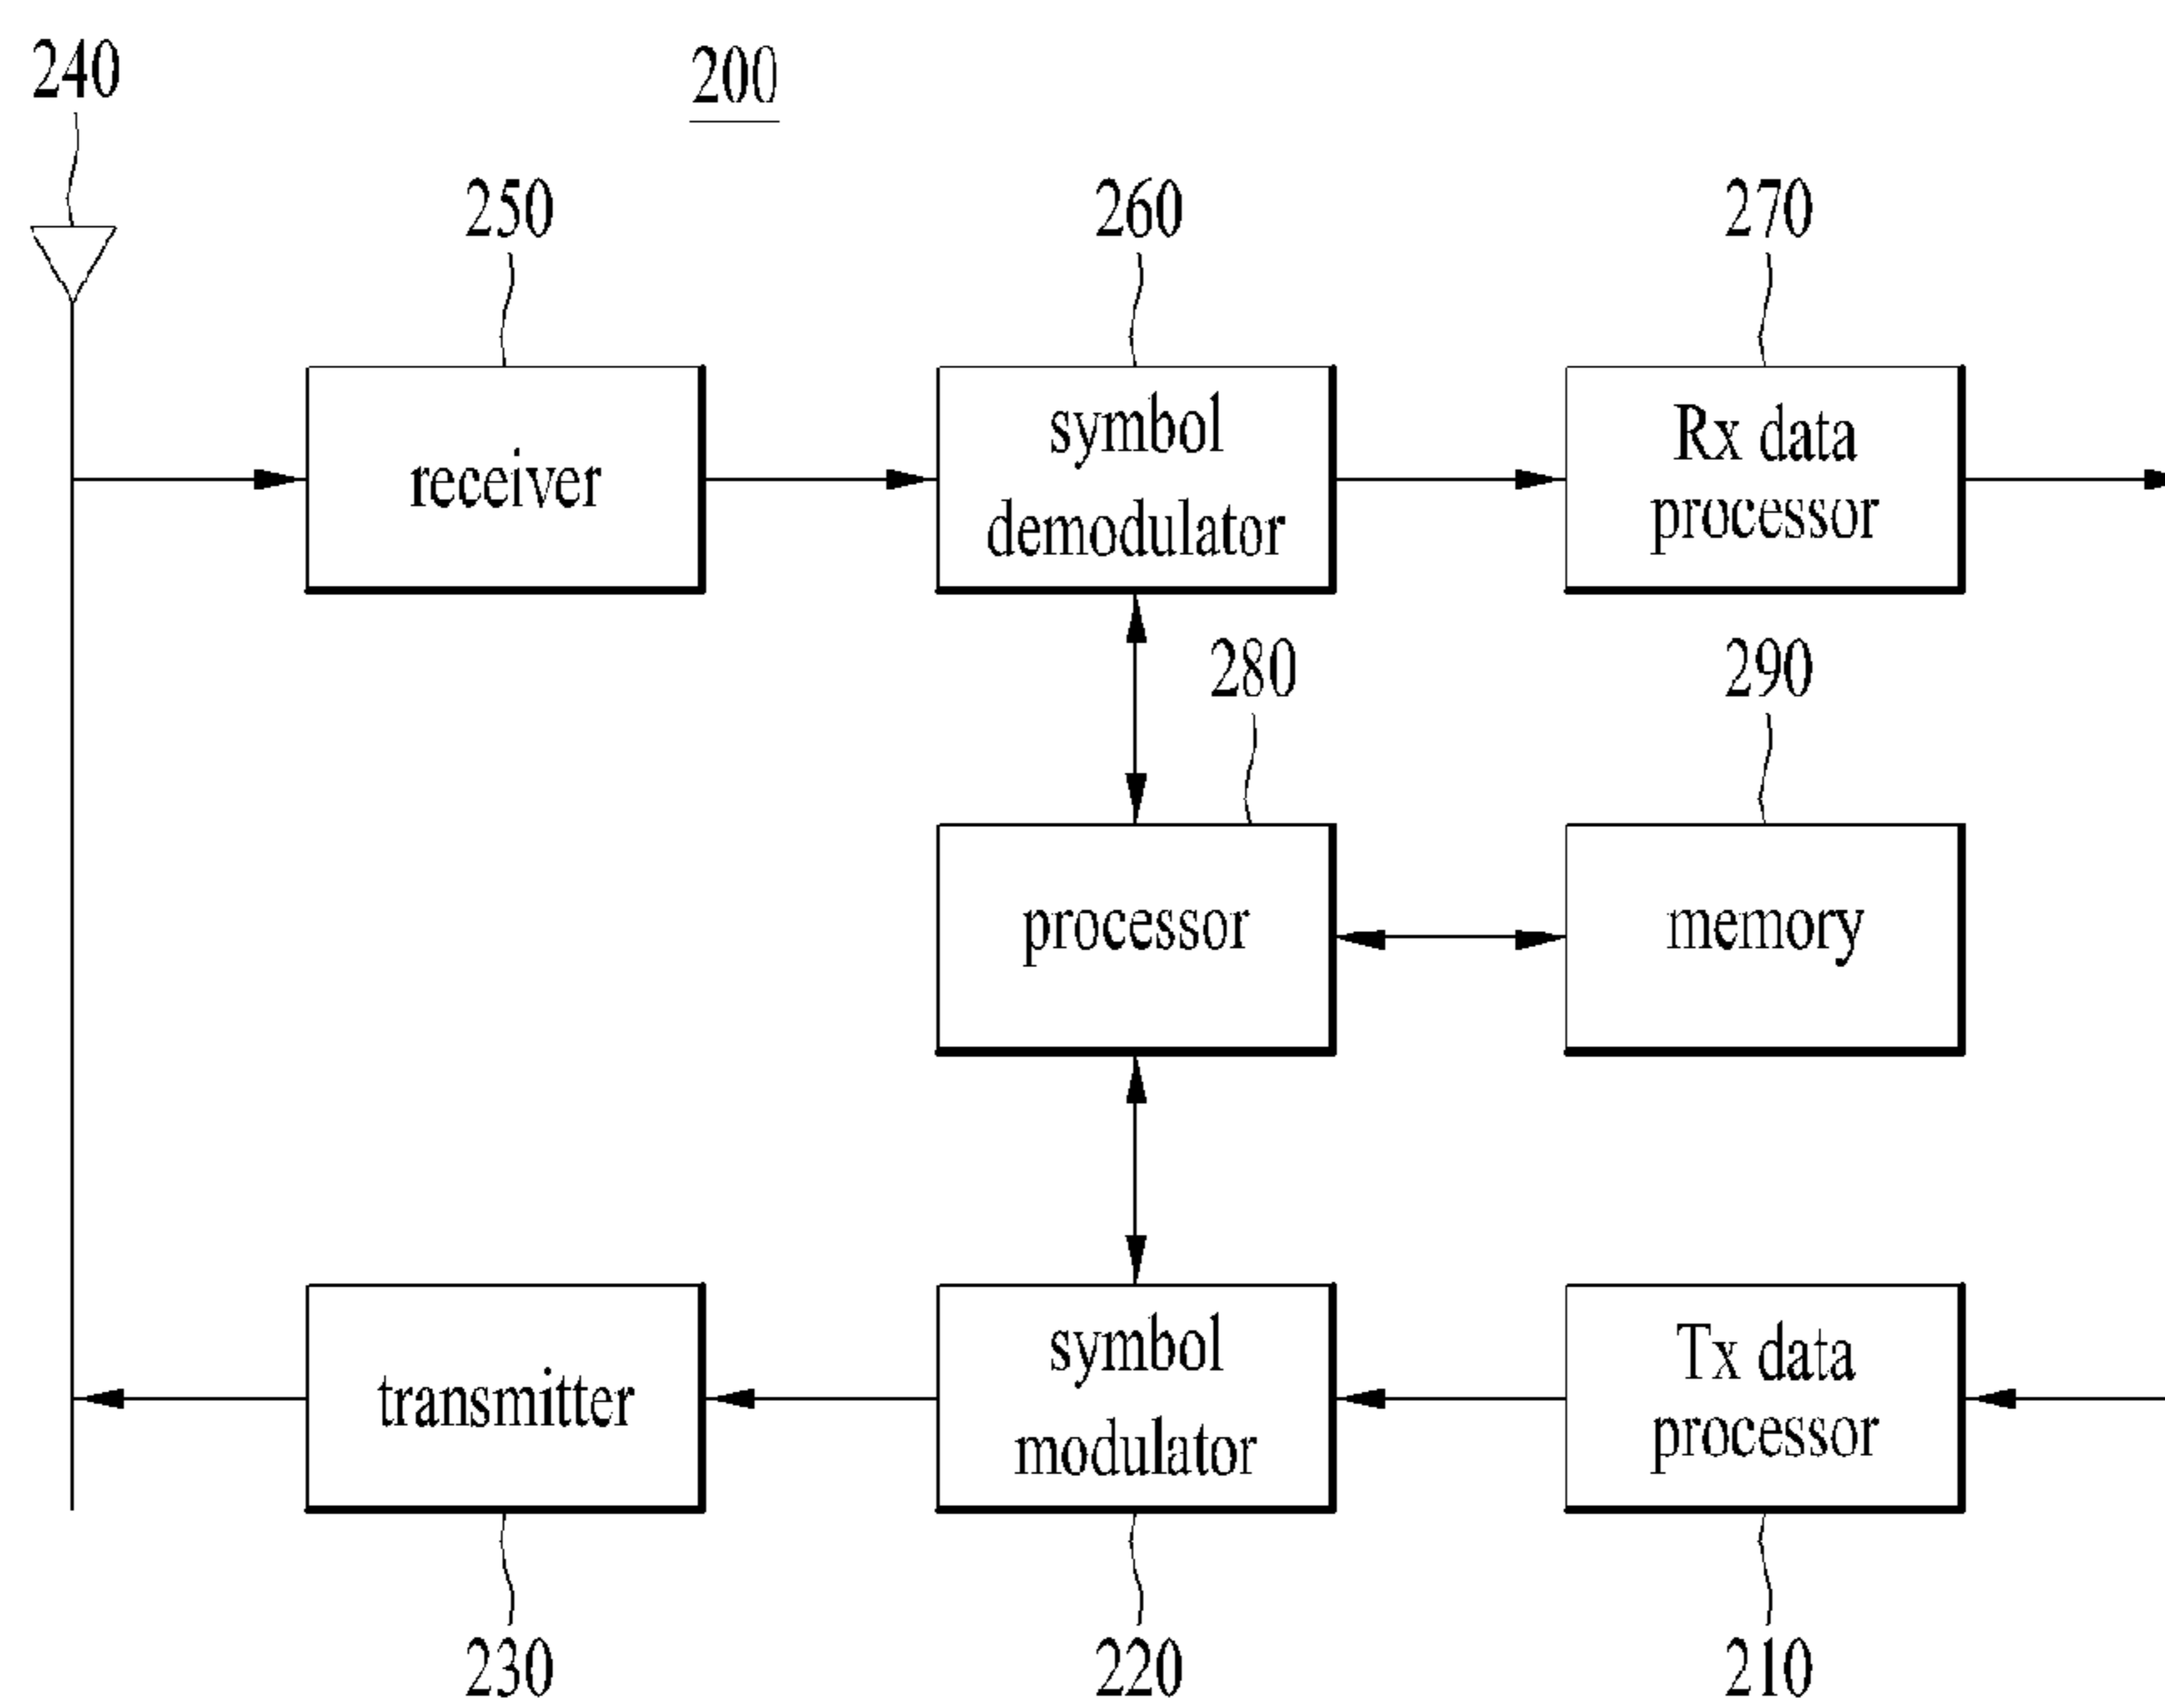 240
200
250
260
270
receiver
symbol
demodulator
Rx data
processor
280
290
processor
memory
transmitter
symbol
modulator
Tx data
processor
230
220
210